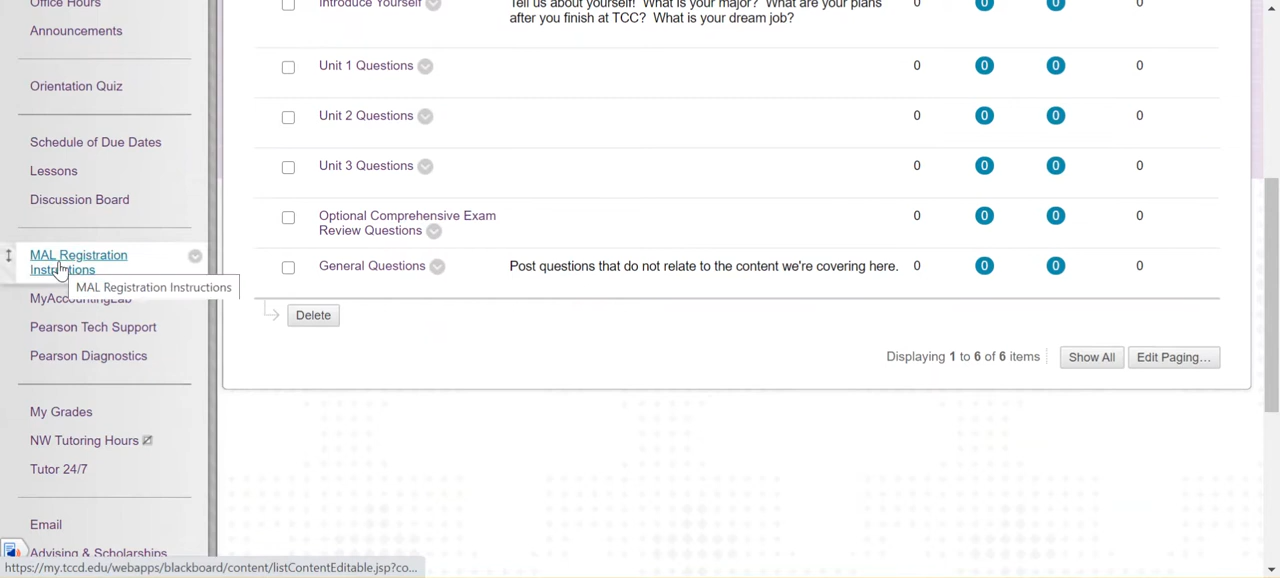 Office Hours
Announcements
Orientation Quiz
Schedule of Due Dates
Lessons
Discussion Board
MAL Registration
Instructions
MAL Registration Instructions
MyAccountingLab
Pearson Tech Support
Pearson Diagnostics
My Grades
NW Tutoring Hours
Tutor 24/7
Email
Advising & Scholarships
https://my.tccd.edu/webapps/blackboard/content/listContentEditable.jsp?co...
Introduce Yourself Tell us about yourself! What is your major? What are your plans 0 0 0
after you finish at TCC? What is your dream job?
Unit 1 Questions 0 0 0 0
Unit 2 Questions 0 0 0 0
Unit 3 Questions 0 0 0 0
Optional Comprehensive Exam 0 0 0 0
Review Questions
General Questions Post questions that do not relate to the content we're covering here. 0 0 0 0
Delete
Displaying 1 to 6 of 6 items Show All Edit Paging...